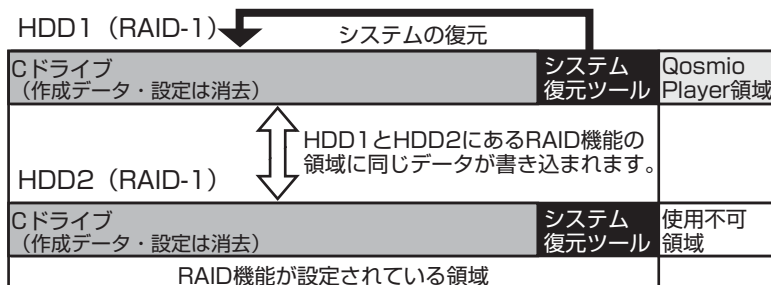 HDD1（RAID-1）
システムの復元
Cドライブ
（作成データ・設定は消去）
システム
復元ツール
Qosmio
Player領域
HDD1とHDD2にあるRAID機能の
領域に同じデータが書き込まれます。
HDD2（RAID-1）
Cドライブ
（作成データ・設定は消去）
システム
復元ツール
使用不可
領域
RAID機能が設定されている領域